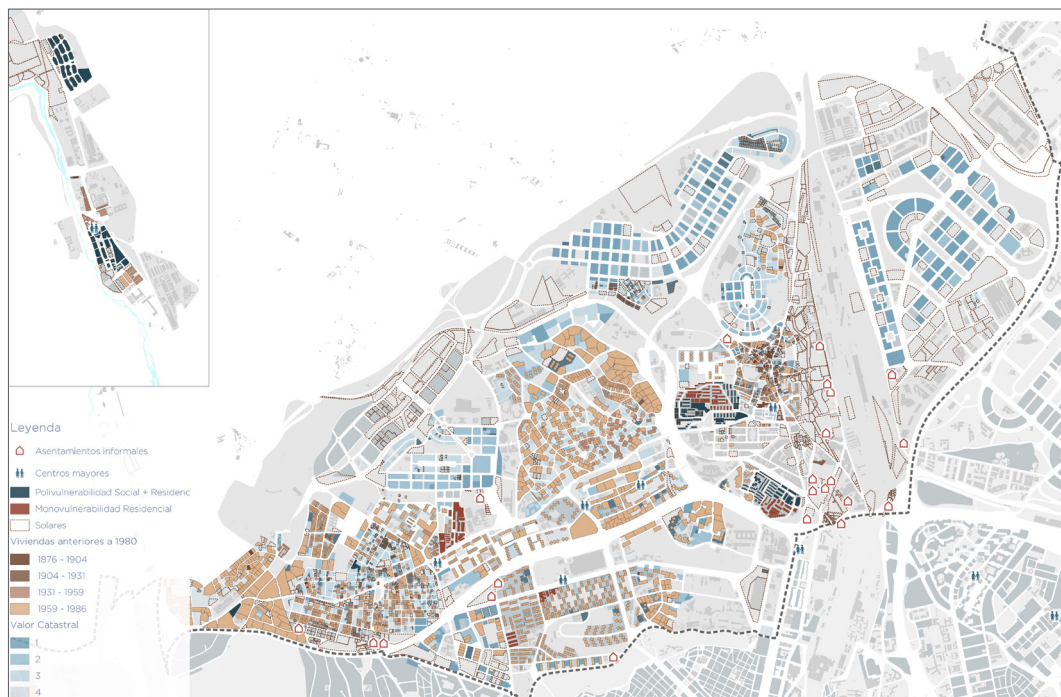 Leyenda
Asentamientos informales
Centros mayores
Polivulnerabilidad Social + Residenc
Monovulnerabilidad Residencial
Solares
Viviendas anteriores a 1980
1876 - 1904
1904 - 1931
1931 - 1959
1959 - 1986
Valor Catastral
1
2
3
4